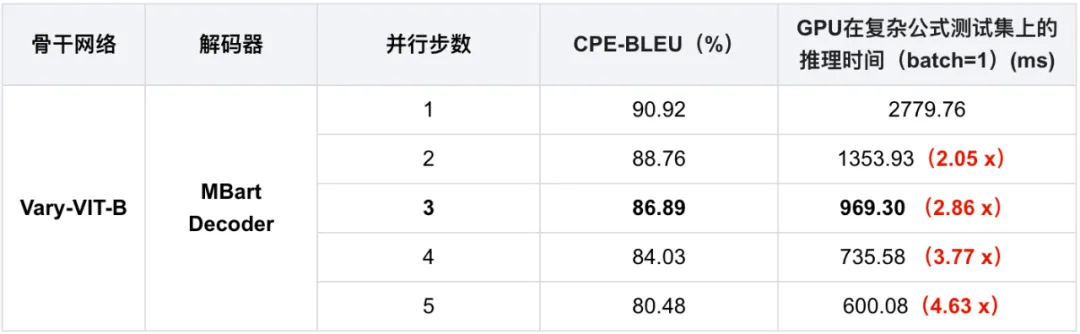 骨干网络 解码器 并行步数 CPE-BLEU（%） GPU在复杂公式测试集上的
推理时间（batch=1）(ms)
1 90.92 2779.76
2 88.76 1353.93（2.05 x）
Vary-VIT-B MBart
Decoder 3 86.89 969.30 （2.86 x）
4 84.03 735.58（3.77 x）
5 80.48 600.08（4.63 x）